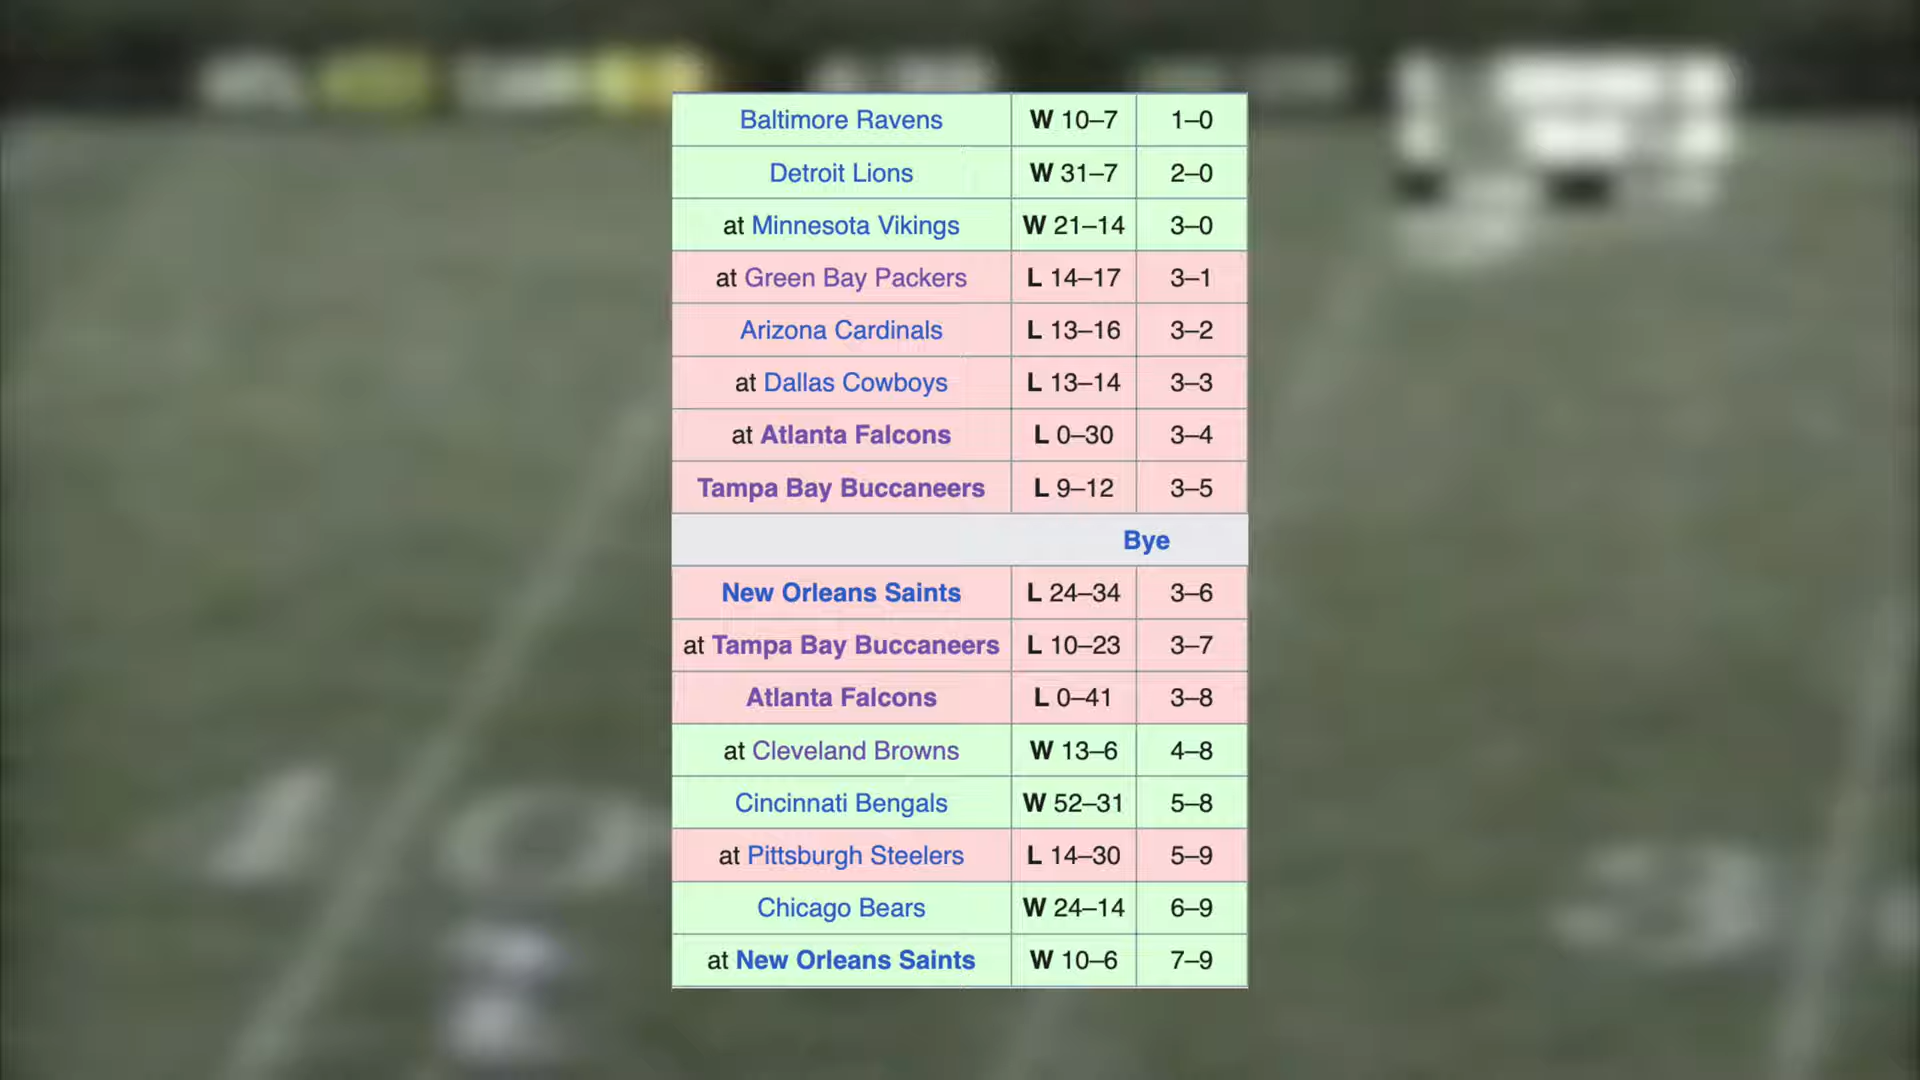 Baltimore Ravens W 10–7 1–0
Detroit Lions W 31–7 2–0
at Minnesota Vikings W 21–14 3–0
at Green Bay Packers L 14–17 3–1
Arizona Cardinals L 13–16 3–2
at Dallas Cowboys L 13–14 3–3
at Atlanta Falcons L 0–30 3–4
Tampa Bay Buccaneers L 9–12 3–5
Bye
New Orleans Saints L 24–34 3–6
at Tampa Bay Buccaneers L 10–23 3–7
Atlanta Falcons L 0–41 3–8
at Cleveland Browns W 13–6 4–8
Cincinnati Bengals W 52–31 5–8
at Pittsburgh Steelers L 14–30 5–9
Chicago Bears W 24–14 6–9
at New Orleans Saints W 10–6 7–9